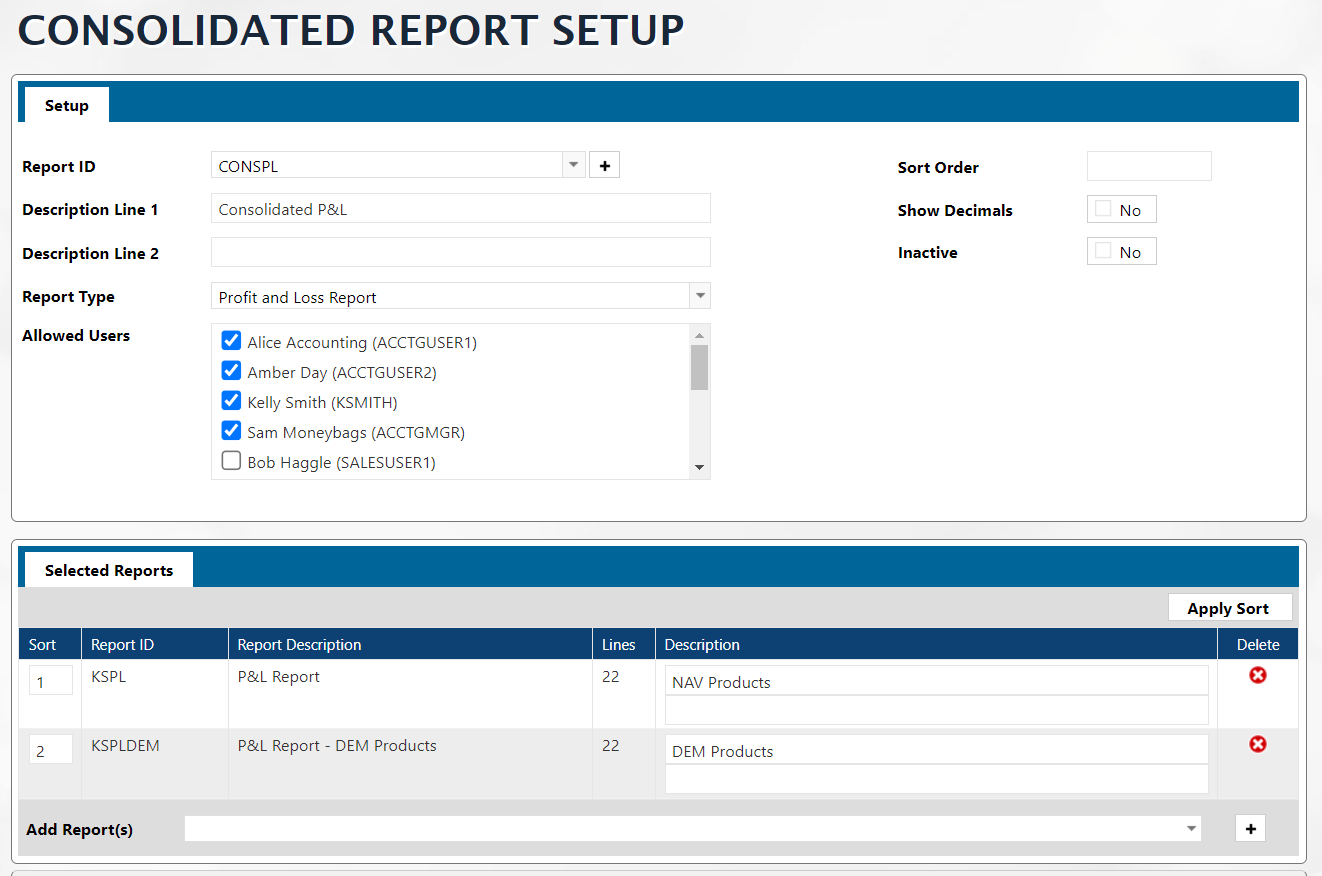 CONSOLIDATED REPORT SETUP
Setup
Report ID CONSPL +
Sort Order
Description Line 1 Consolidated P&L
Show Decimals No
Description Line 2
Inactive No
Report Type Profit and Loss Report
Allowed Users
Alice Accounting (ACCTGUSER1)
Amber Day (ACCTGUSER2)
Kelly Smith (KSMITH)
Sam Moneybags (ACCTGMGR)
Bob Haggle (SALESUSER1)
Selected Reports
Apply Sort
Sort Report ID Report Description Lines Description Delete
1 KSPL P&L Report 22 NAV Products
2 KSPLDEM P&L Report - DEM Products 22 DEM Products
Add Report(s) +